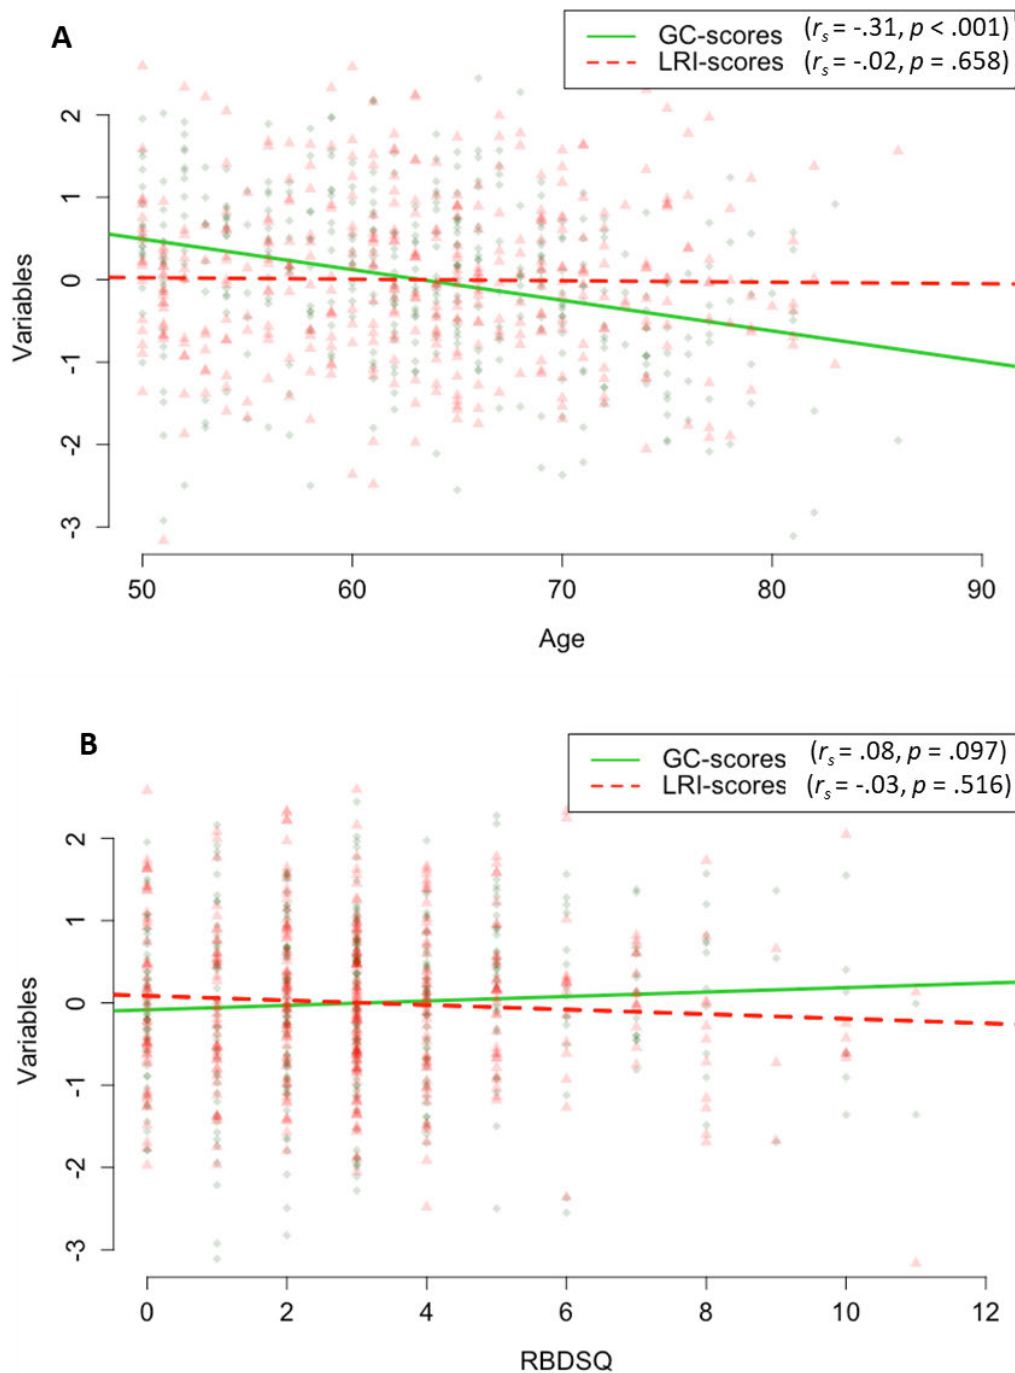 A
GC-scores (rs = -.31, p < .001)
LRI-scores (rs = -.02, p = .658)
2
1
0
-1
-2
-3
Variables
50 60 70 80 90
Age
B
GC-scores (rs = .08, p = .097)
LRI-scores (rs = -.03, p = .516)
2
1
0
-1
-2
-3
Variables
0 2 4 6 8 10 12
RBDSQ